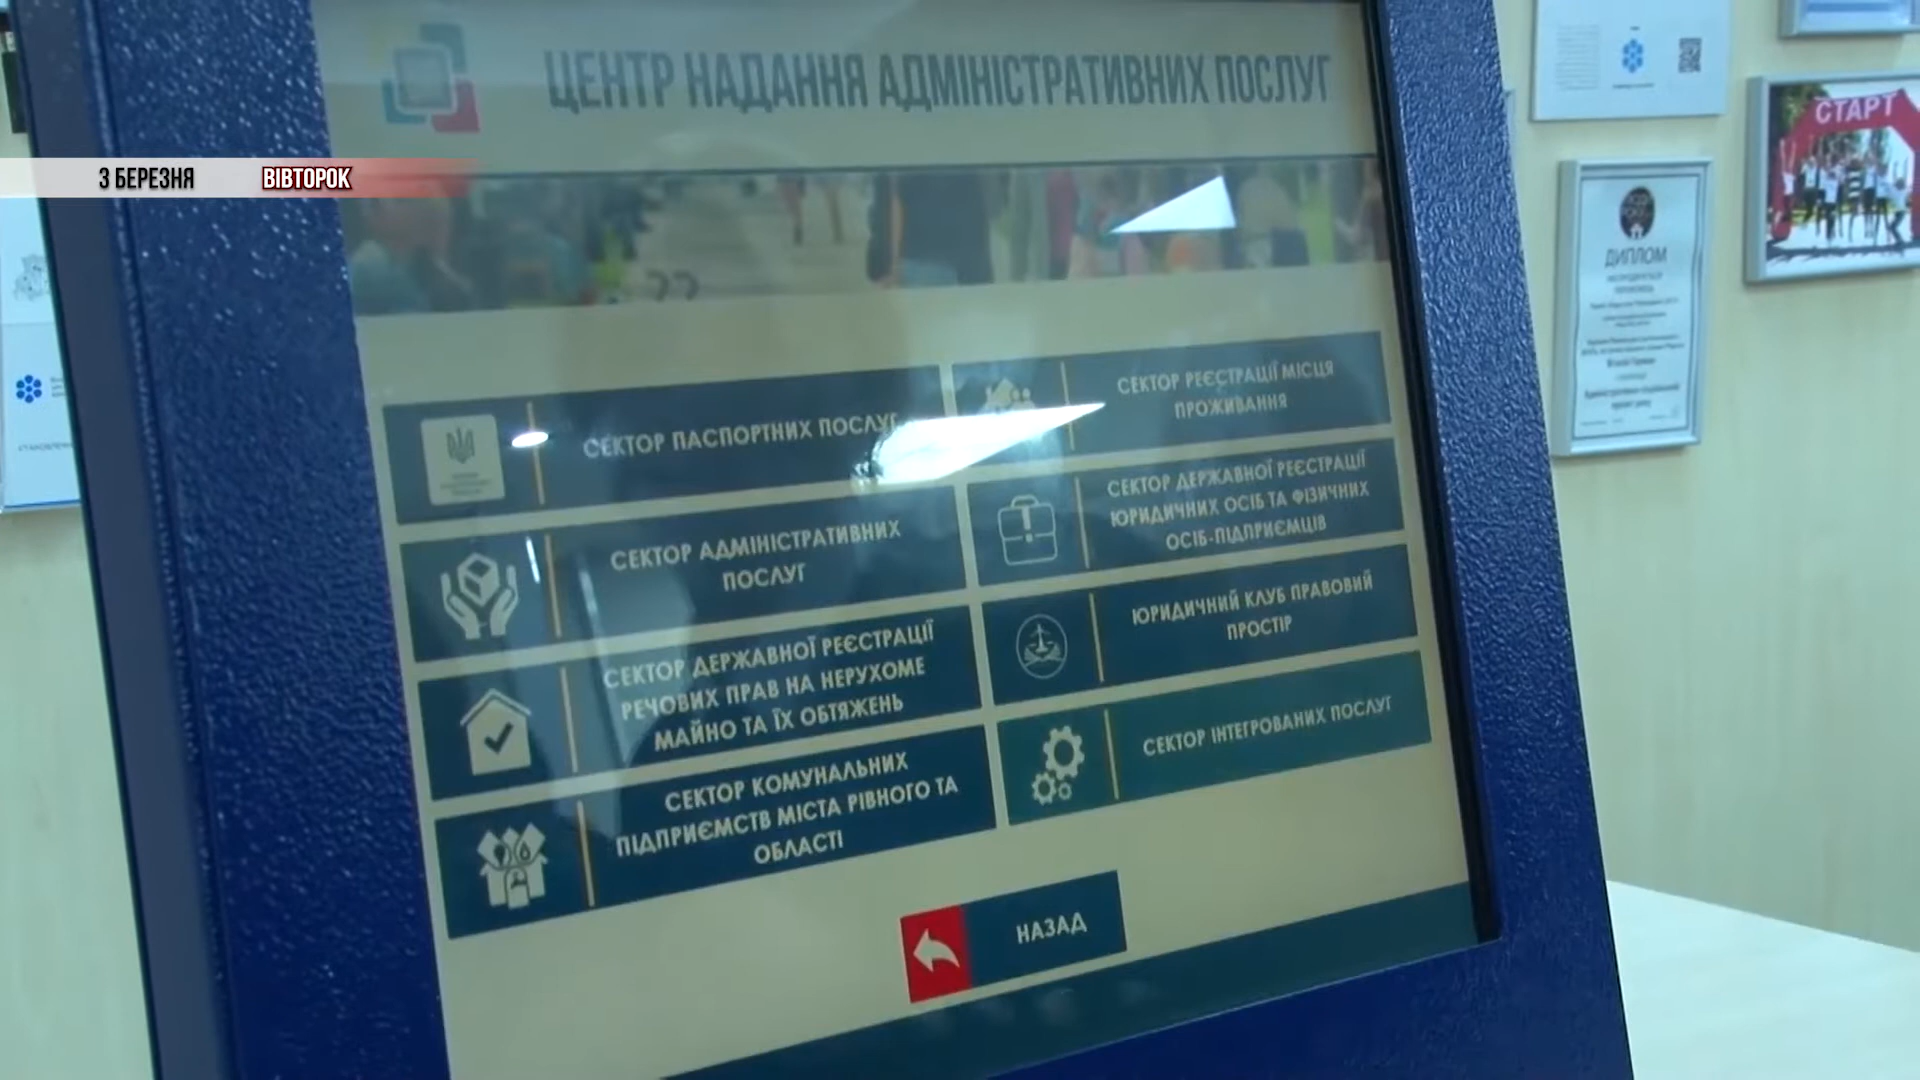 ЦЕНТР НАДАННЯ АДМІНІСТРАТИВНИХ ПОСЛУГ
3 БЕРЕЗНЯ
ВІВТОРОК
СЕКТОР ПАСПОРТНИХ ПОСЛУГ
СЕКТОР АДМІНІСТРАТИВНИХ
ПОСЛУГ
СЕКТОР ДЕРЖАВНОЇ РЕЄСТРАЦІЇ
РЕЧОВИХ ПРАВ НА НЕРУХОМЕ
МАЙНО ТА ЇХ ОБТЯЖЕНЬ
СЕКТОР КОМУНАЛЬНИХ
ПІДПРИЄМСТВ МІСТА РІВНОГО ТА
ОБЛАСТІ
СЕКТОР РЕЄСТРАЦІЇ МІСЦЯ
ПРОЖИВАННЯ
СЕКТОР ДЕРЖАВНОЇ РЕЄСТРАЦІЇ
ЮРИДИЧНИХ ОСІБ ТА ФІЗИЧНИХ
ОСІБ-ПІДПРИЄМЦІВ
ЮРИДИЧНИЙ КЛУБ ПРАВОВИЙ
ПРОСТІР
СЕКТОР ІНТЕГРОВАНИХ ПОСЛУГ
НАЗАД
СТАРТ
ДИПЛОМ